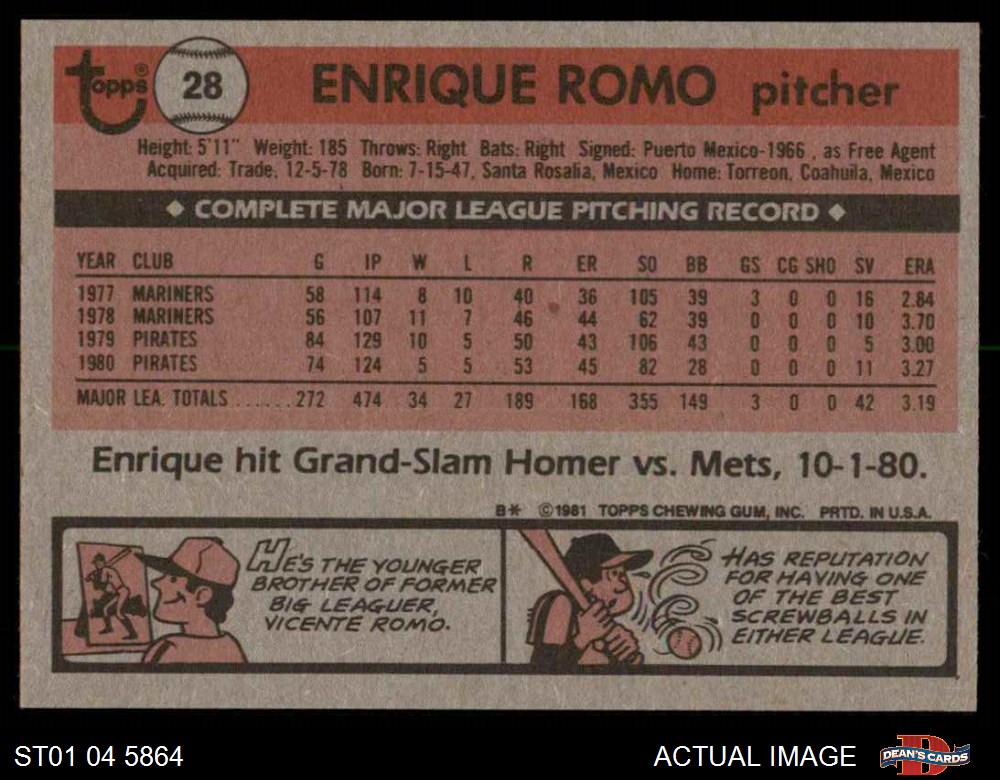 topps®
28
ENRIQUE ROMO pitcher
Height: 5'11" Weight: 185 Throws: Right Bats: Right Signed: Puerto Mexico-1966, as Free Agent
Acquired: Trade, 12-5-78 Born: 7-15-47, Santa Rosalia, Mexico Home: Torreon, Coahuila, Mexico
◆ COMPLETE MAJOR LEAGUE PITCHING RECORD ◆
YEAR CLUB G IP W L R ER SO BB GS CG SHO SV ERA
1977 MARINERS 58 114 8 10 40 36 105 39 3 0 0 16 2.84
1978 MARINERS 56 107 11 7 46 44 62 39 0 0 0 10 3.70
1979 PIRATES 84 129 10 5 50 43 106 43 0 0 0 5 3.00
1980 PIRATES 74 124 5 5 53 45 82 28 0 0 0 11 3.27
MAJOR LEA. TOTALS.......272 474 34 27 189 168 355 149 3 0 0 42 3.19
Enrique hit Grand-Slam Homer vs. Mets, 10-1-80.
B* ©1981 TOPPS CHEWING GUM, INC. PRTD. IN U.S.A.
HE'S THE YOUNGER
BROTHER OF FORMER
BIG LEAGUER,
VICENTE ROMO.
HAS REPUTATION
FOR HAVING ONE
OF THE BEST
SCREWBALLS IN
EITHER LEAGUE.
ST01 04 5864
ACTUAL IMAGE
D
DEAN'S CARDS